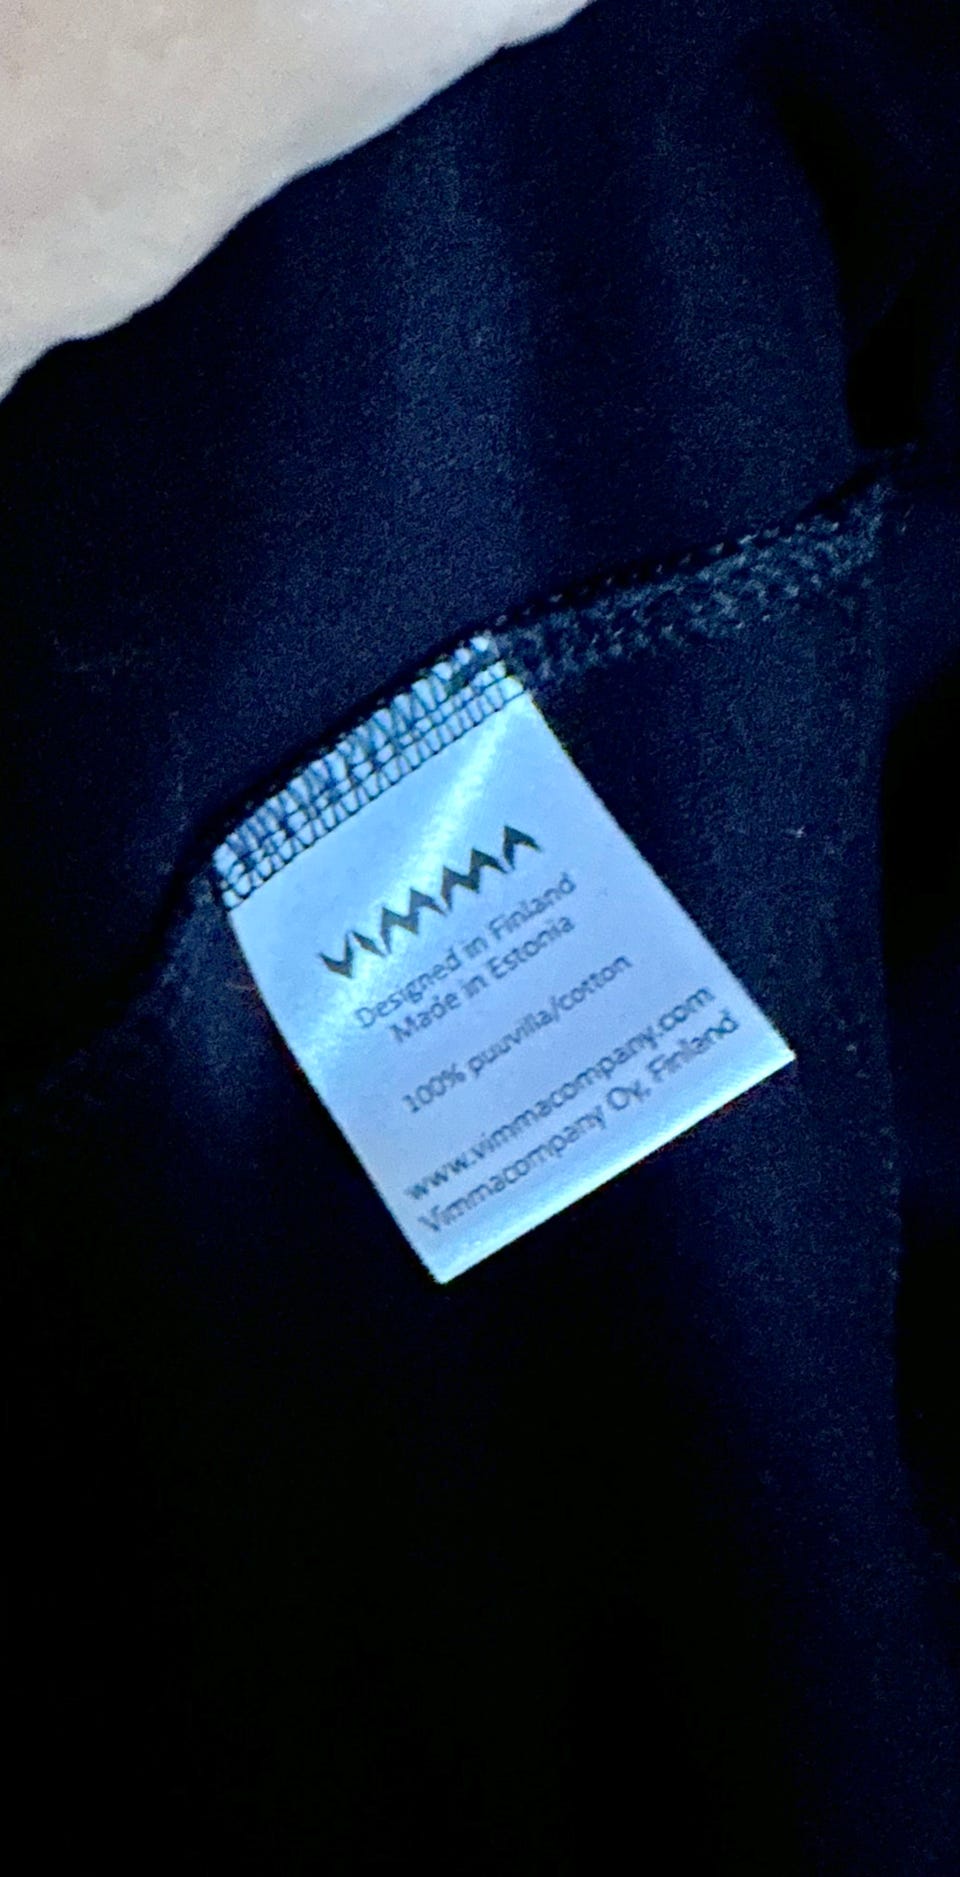 VIMMA
Designed in Finland
Made in Estonia
100% puuvilla/cotton
www.vimmacompany.com
Vimmacompany Oy, Finland